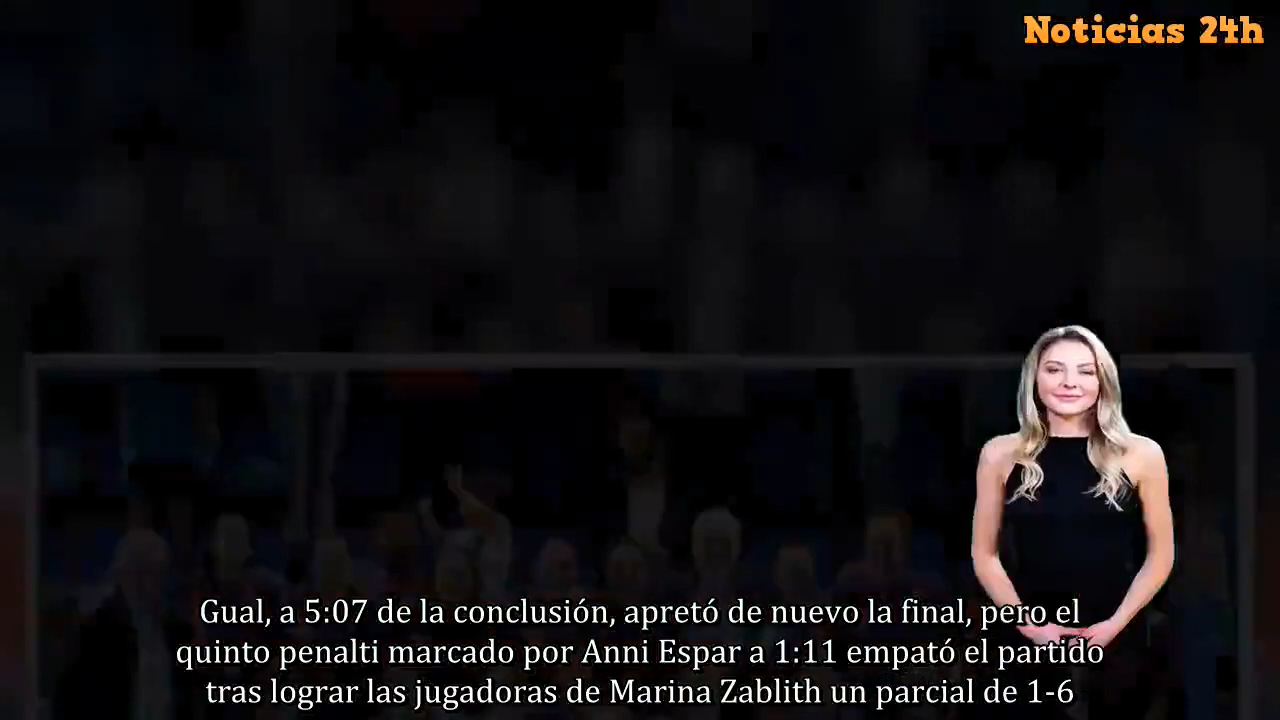 Noticias 24h
Gual, a 5:07 de la conclusión, apretó de nuevo la final, pero el
quinto penalti marcado por Anni Espar a 1:11 empató el partido
tras lograr las jugadoras de Marina Zablith un parcial de 1-6